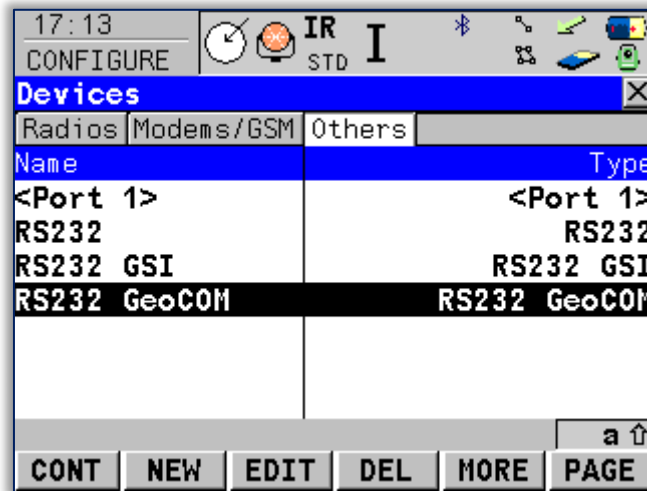 17:13
CONFIGURE
IR
STD
I
Devices
Radios Modems/GSM Others
Name Type
<Port 1> <Port 1>
RS232 RS232
RS232 GSI RS232 GSI
RS232 GeoCOM RS232 GeoCOM
a
CONT NEW EDIT DEL MORE PAGE